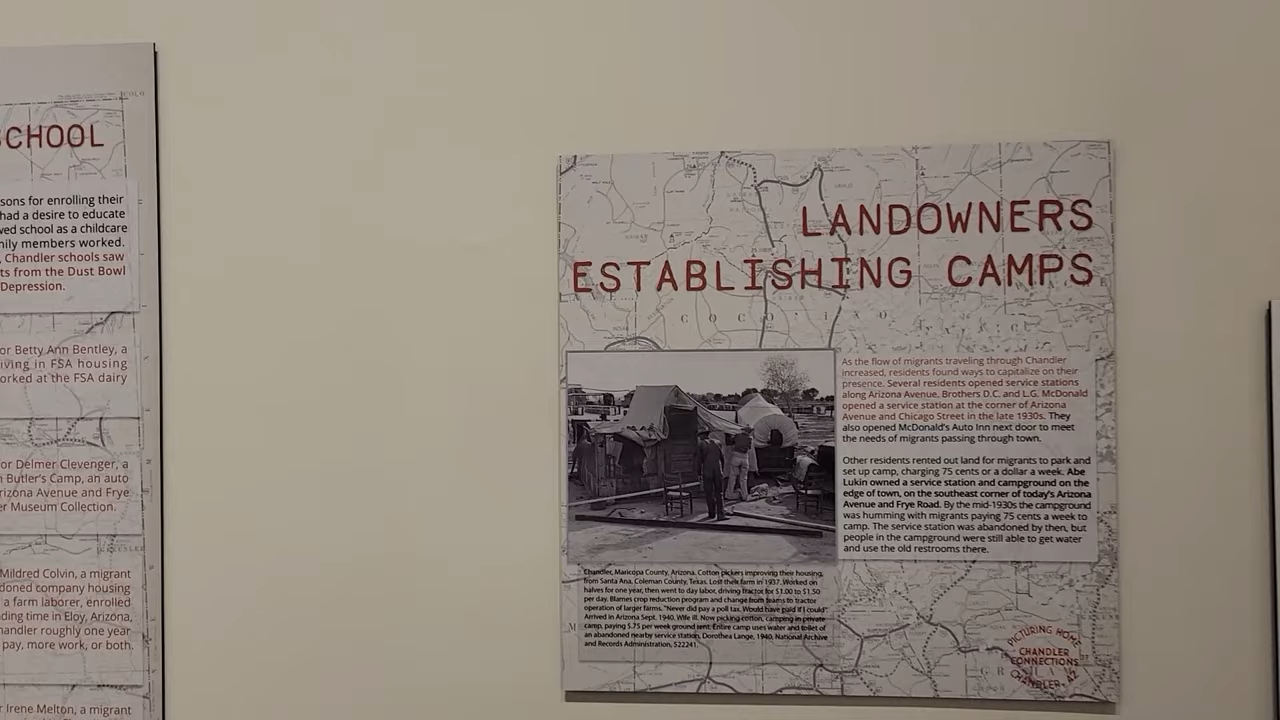 SCHOOL
sons for enrolling their
had a desire to educate
wed school as a childcare
mily members worked.
, Chandler schools saw
ts from the Dust Bowl
Depression.
or Betty Ann Bentley, a
iving in FSA housing
orked at the FSA dairy
or Delmer Clevenger, a
n Butler's Camp, an auto
rizona Avenue and Frye
er Museum Collection.
Mildred Colvin, a migrant
doned company housing
a farm laborer, enrolled
ding time in Eloy, Arizona,
handler roughly one year
pay, more work, or both.
r Irene Melton, a migrant
LANDOWNERS
ESTABLISHING CAMPS
COCONINO
As the flow of migrants traveling through Chandler
increased, residents found ways to capitalize on their
presence. Several residents opened service stations
along Arizona Avenue. Brothers D.C. and L.G. McDonald
opened a service station at the corner of Arizona
Avenue and Chicago Street in the late 1930s. They
also opened McDonald's Auto Inn next door to meet
the needs of migrants passing through town.
Other residents rented out land for migrants to park and
set up camp, charging 75 cents or a dollar a week. Abe
Lukin owned a service station and campground on the
edge of town, on the southeast corner of today's Arizona
Avenue and Frye Road. By the mid-1930s the campground
was humming with migrants paying 75 cents a week to
camp. The service station was abandoned by then, but
people in the campground were still able to get water
and use the old restrooms there.
Chandler, Maricopa County, Arizona. Cotton pickers improving their housing,
from Santa Ana, Coleman County, Texas. Lost their farm in 1937. Worked on
halves for one year, then went to day labor, driving tractor for $1.00 to $1.50
per day. Blames crop reduction program and change from teams to tractor
operation of larger farms. "Never did pay a poll tax. Would have paid if I could"
Arrived in Arizona Sept. 1940. Wife ill. Now picking cotton, camping in private
camp, paying $.75 per week ground rent. Entire camp uses water and toilet of
an abandoned nearby service station, Dorothea Lange, 1940, National Archive
and Records Administration, 522241.
PICTURING HOME
CHANDLER
CONNECTIONS
CHANDLER, AZ